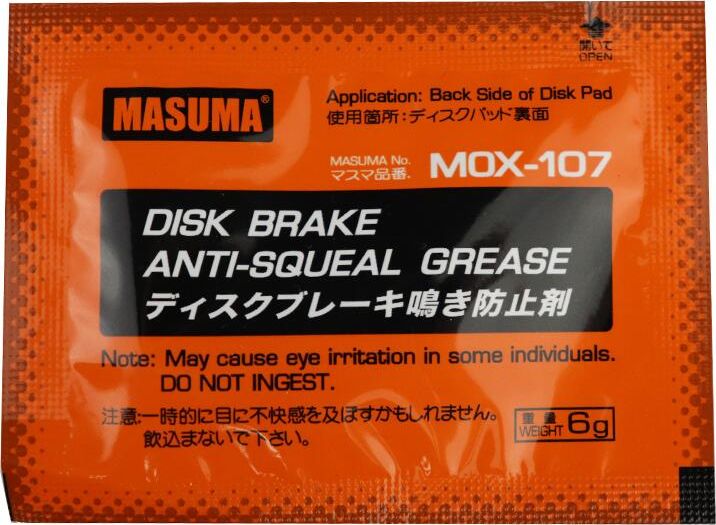 開いて
OPEN
MASUMA®
Application: Back Side of Disk Pad
使用箇所:ディスクパッド裏面
MASUMA No.
マスマ品番.
MOX-107
DISK BRAKE
ANTI-SQUEAL GREASE
ディスクブレーキ鳴き防止剤
Note: May cause eye irritation in some individuals.
DO NOT INGEST.
注意:一時的に目に不快感を及ぼすかもしれません。
飲込まないで下さい。
重量
WEIGHT 6g